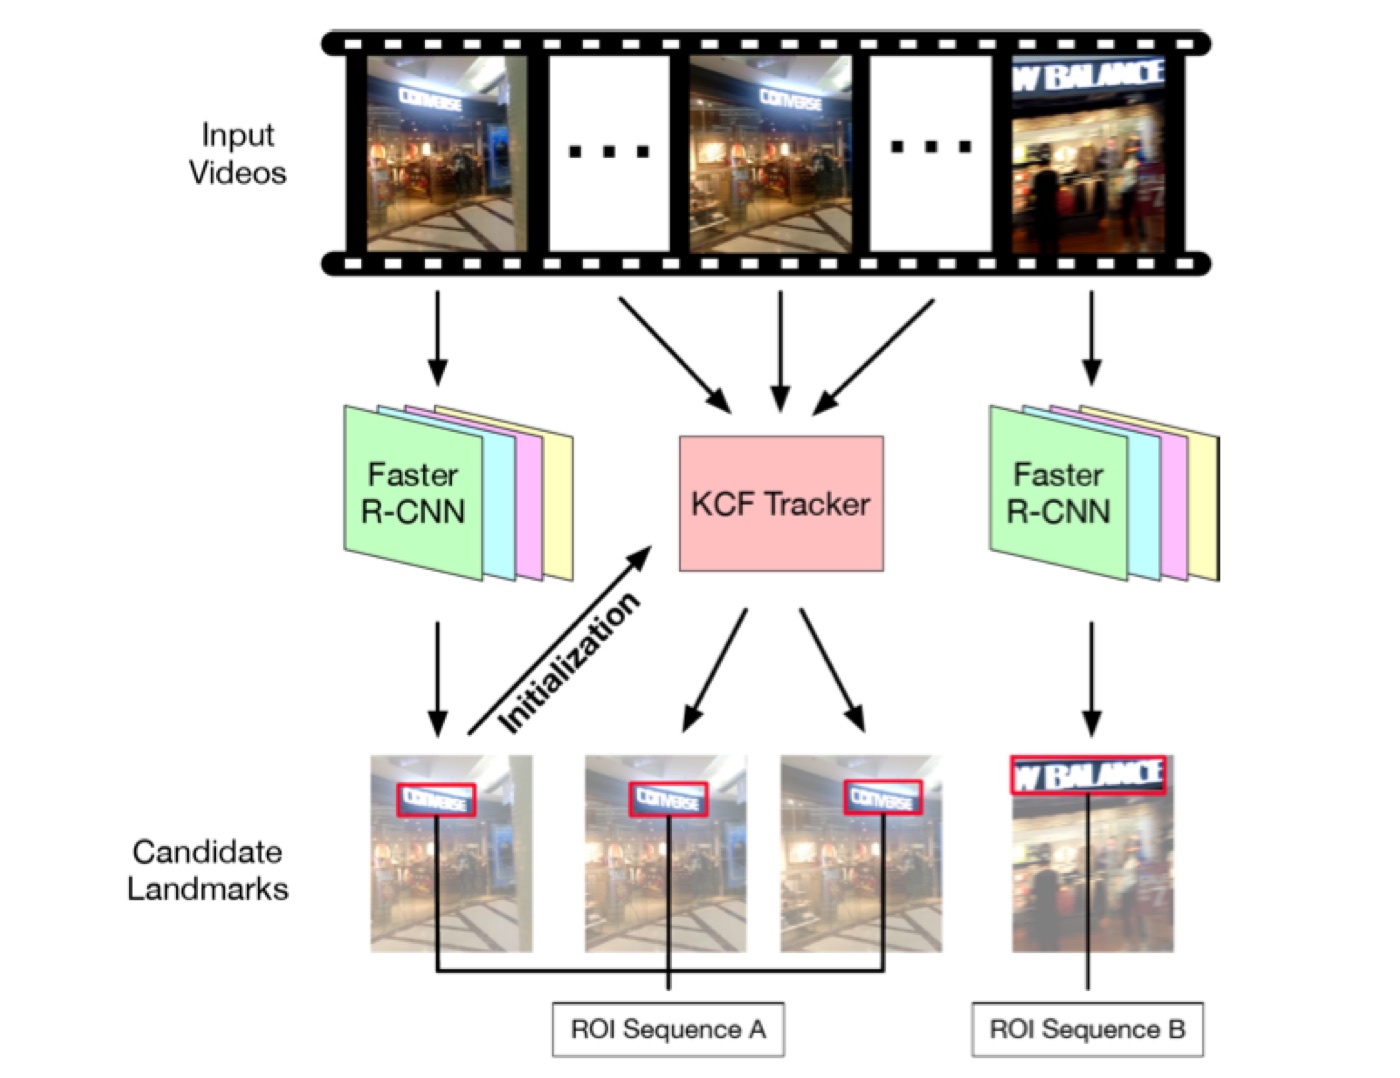 CONVERSE
CONVERSE
W BALANCE
Input
Videos
Faster
R-CNN
KCF Tracker
Faster
R-CNN
Initialization
CONVERSE
CONVERSE
CONVERSE
W BALANCE
Candidate
Landmarks
ROI Sequence A
ROI Sequence B